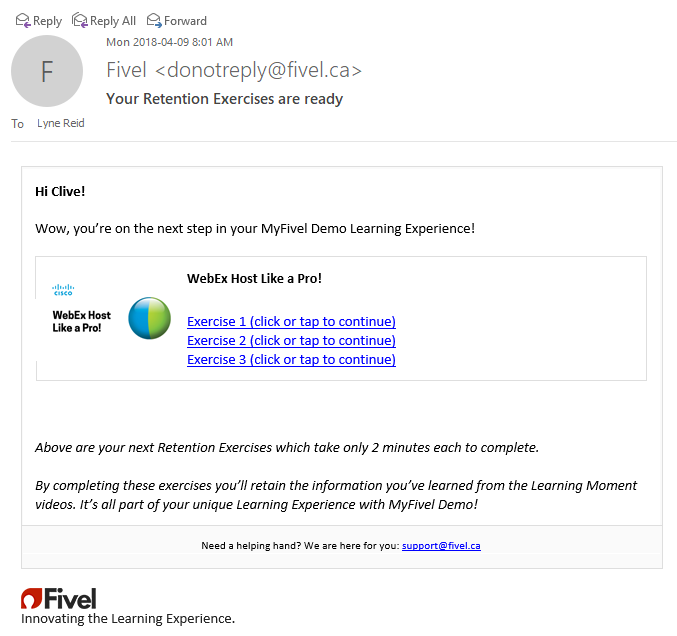 Reply Reply All Forward
Mon 2018-04-09 8:01 AM
F
Fivel <donotreply@fivel.ca>
Your Retention Exercises are ready
To Lyne Reid
Hi Clive!
Wow, you're on the next step in your MyFivel Demo Learning Experience!
CISCO
WebEx Host
Like a Pro!
WebEx Host Like a Pro!
Exercise 1 (click or tap to continue)
Exercise 2 (click or tap to continue)
Exercise 3 (click or tap to continue)
Above are your next Retention Exercises which take only 2 minutes each to complete.
By completing these exercises you'll retain the information you've learned from the Learning Moment
videos. It's all part of your unique Learning Experience with MyFivel Demo!
Need a helping hand? We are here for you: support@fivel.ca
Fivel
Innovating the Learning Experience.